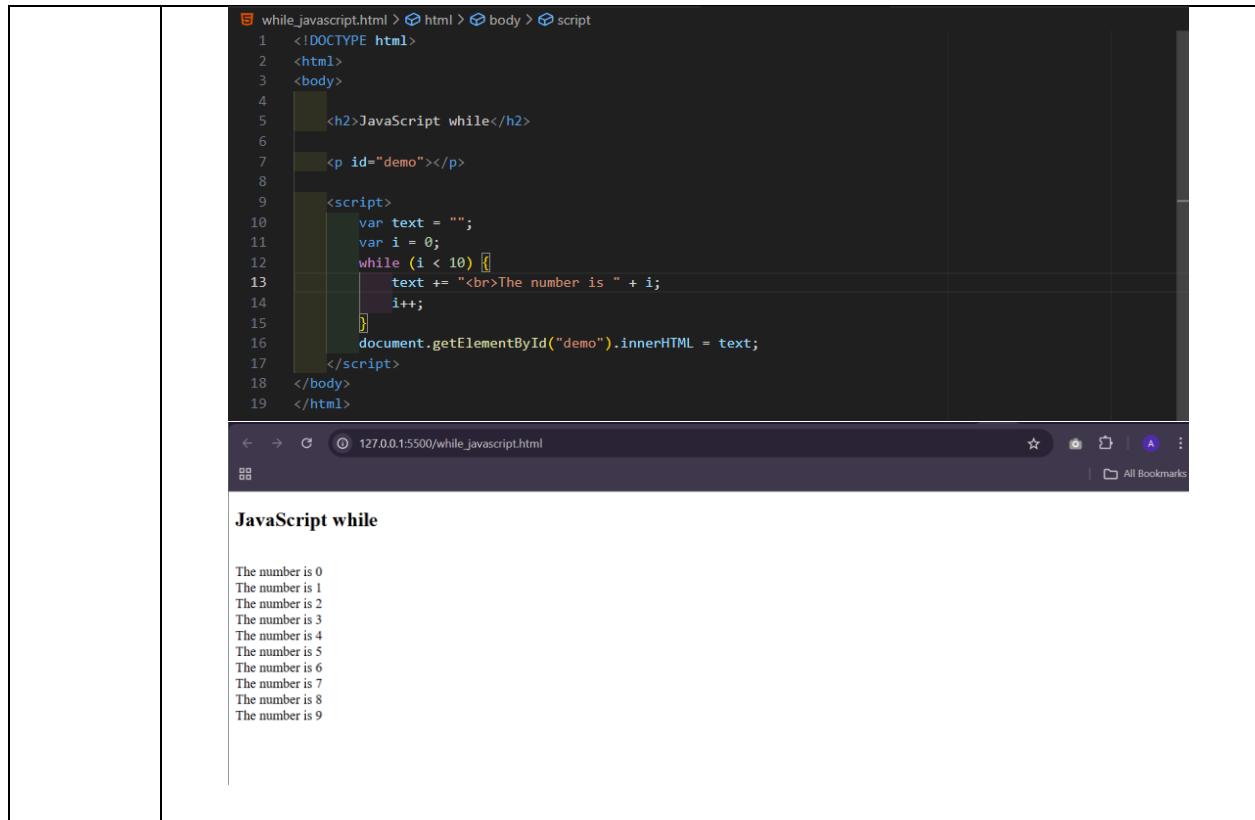 while_javascript.html > html > body > script
1 <!DOCTYPE html>
2 <html>
3 <body>
4
5 <h2>JavaScript while</h2>
6
7 <p id="demo"></p>
8
9 <script>
10 var text = "";
11 var i = 0;
12 while (i < 10) {
13 text += "<br>The number is " + i;
14 i++;
15 }
16 document.getElementById("demo").innerHTML = text;
17 </script>
18 </body>
19 </html>
127.0.0.1:5500/while_javascript.html A
All Bookmarks
JavaScript while
The number is 0
The number is 1
The number is 2
The number is 3
The number is 4
The number is 5
The number is 6
The number is 7
The number is 8
The number is 9